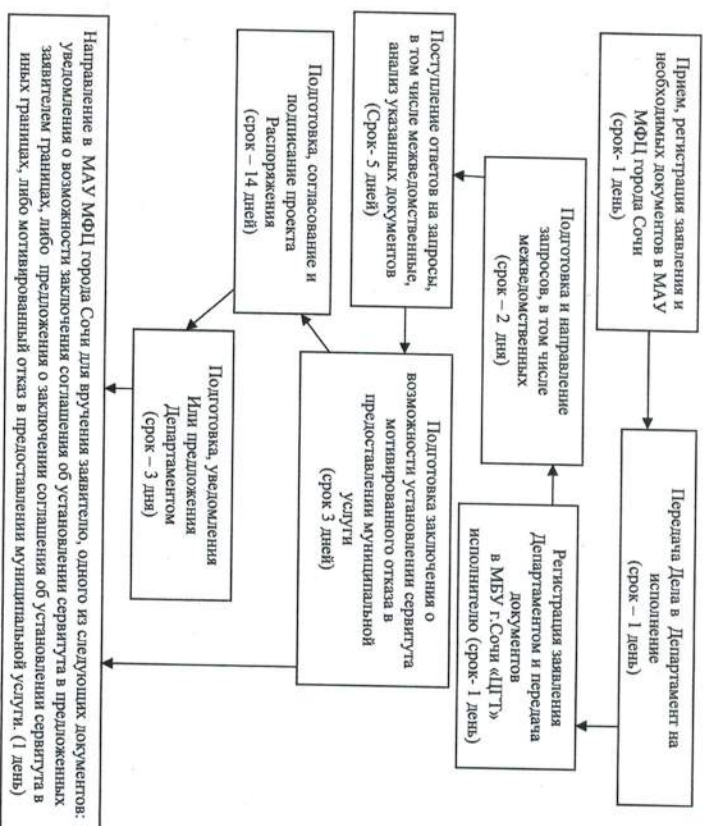 Прием, регистрация заявления и
необходимых документов в МАУ
МФЦ города Сочи
(срок- 1 день)
Передача Дела в Департамент на
исполнение
(срок – 1 день)
Регистрация заявления
Департаментом и передача
документов
в МБУ г.Сочи «ЦГТ»
исполнителю (срок- 1 день)
Подготовка и направление
запросов, в том числе
межведомственных
(срок – 2 дня)
Поступление ответов на запросы,
в том числе межведомственные,
анализ указанных документов
(Срок- 5 дней)
Подготовка заключения о
возможности установлении сервитута
мотивированного отказа в
предоставлении муниципальной
услуги
(срок 3 дней)
Подготовка, согласование и
подписание проекта
Распоряжения
(срок – 14 дней)
Подготовка, уведомления
Или предложения
Департаментом
(срок – 3 дня)
Направление в МАУ МФЦ города Сочи для вручения заявителю, одного из следующих документов:
уведомления о возможности заключения соглашения об установлении сервитута в предложенных
заявителем границах, либо предложения о заключении соглашения об установлении сервитута в
иных границах, либо мотивированный отказ в предоставлении муниципальной услуги. (1 день)